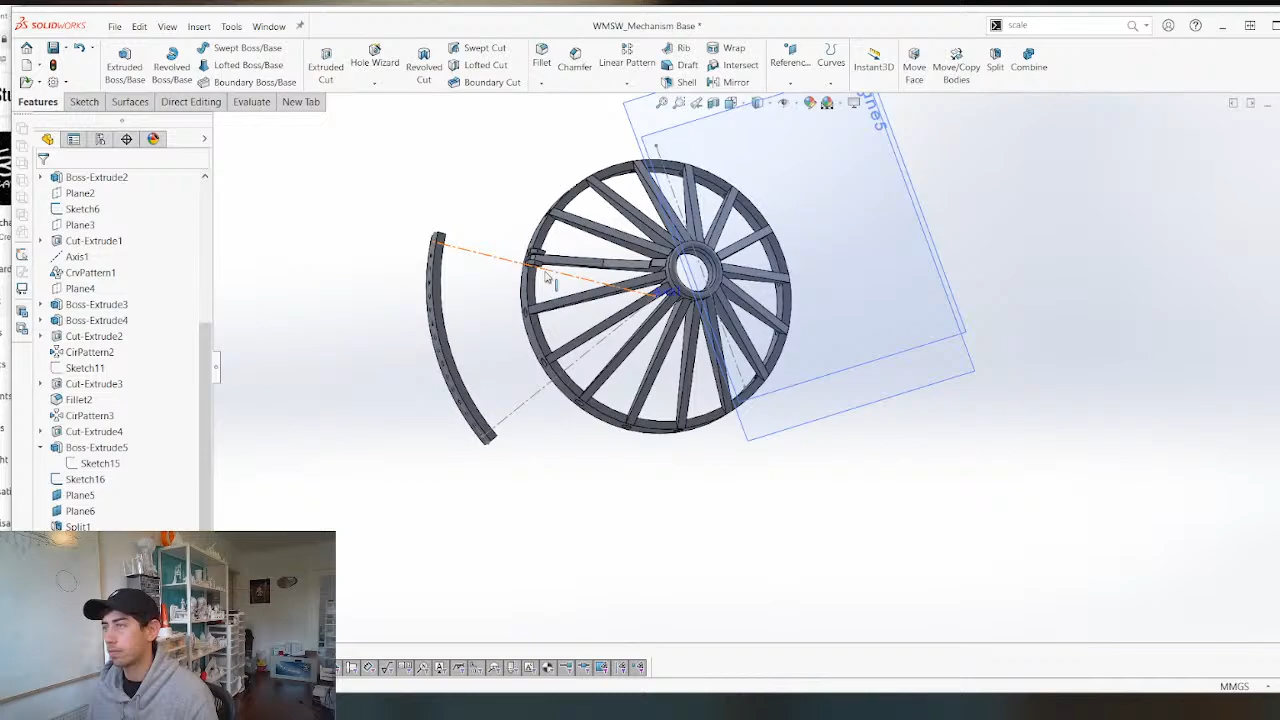 SOLIDWORKS File Edit View Insert Tools Window WMSW_Mechanism Base * scale
Extruded Boss/Base Revolved Boss/Base Swept Boss/Base Lofted Boss/Base Boundary Boss/Base Extruded Cut Hole Wizard Revolved Cut Swept Cut Lofted Cut Boundary Cut Fillet Chamfer Linear Pattern Rib Draft Shell Wrap Intersect Mirror Referenc... Curves Instant3D Move Face Move/Copy Bodies Split Combine
Features Sketch Surfaces Direct Editing Evaluate New Tab
Boss-Extrude2
Plane2
Sketch6
Plane3
Cut-Extrude1
Axis1
CrvPattern1
Plane4
Boss-Extrude3
Boss-Extrude4
Cut-Extrude2
CirPattern2
Sketch11
Cut-Extrude3
Fillet2
CirPattern3
Cut-Extrude4
Boss-Extrude5
Sketch15
Sketch16
Plane5
Plane6
Split1
MMGS